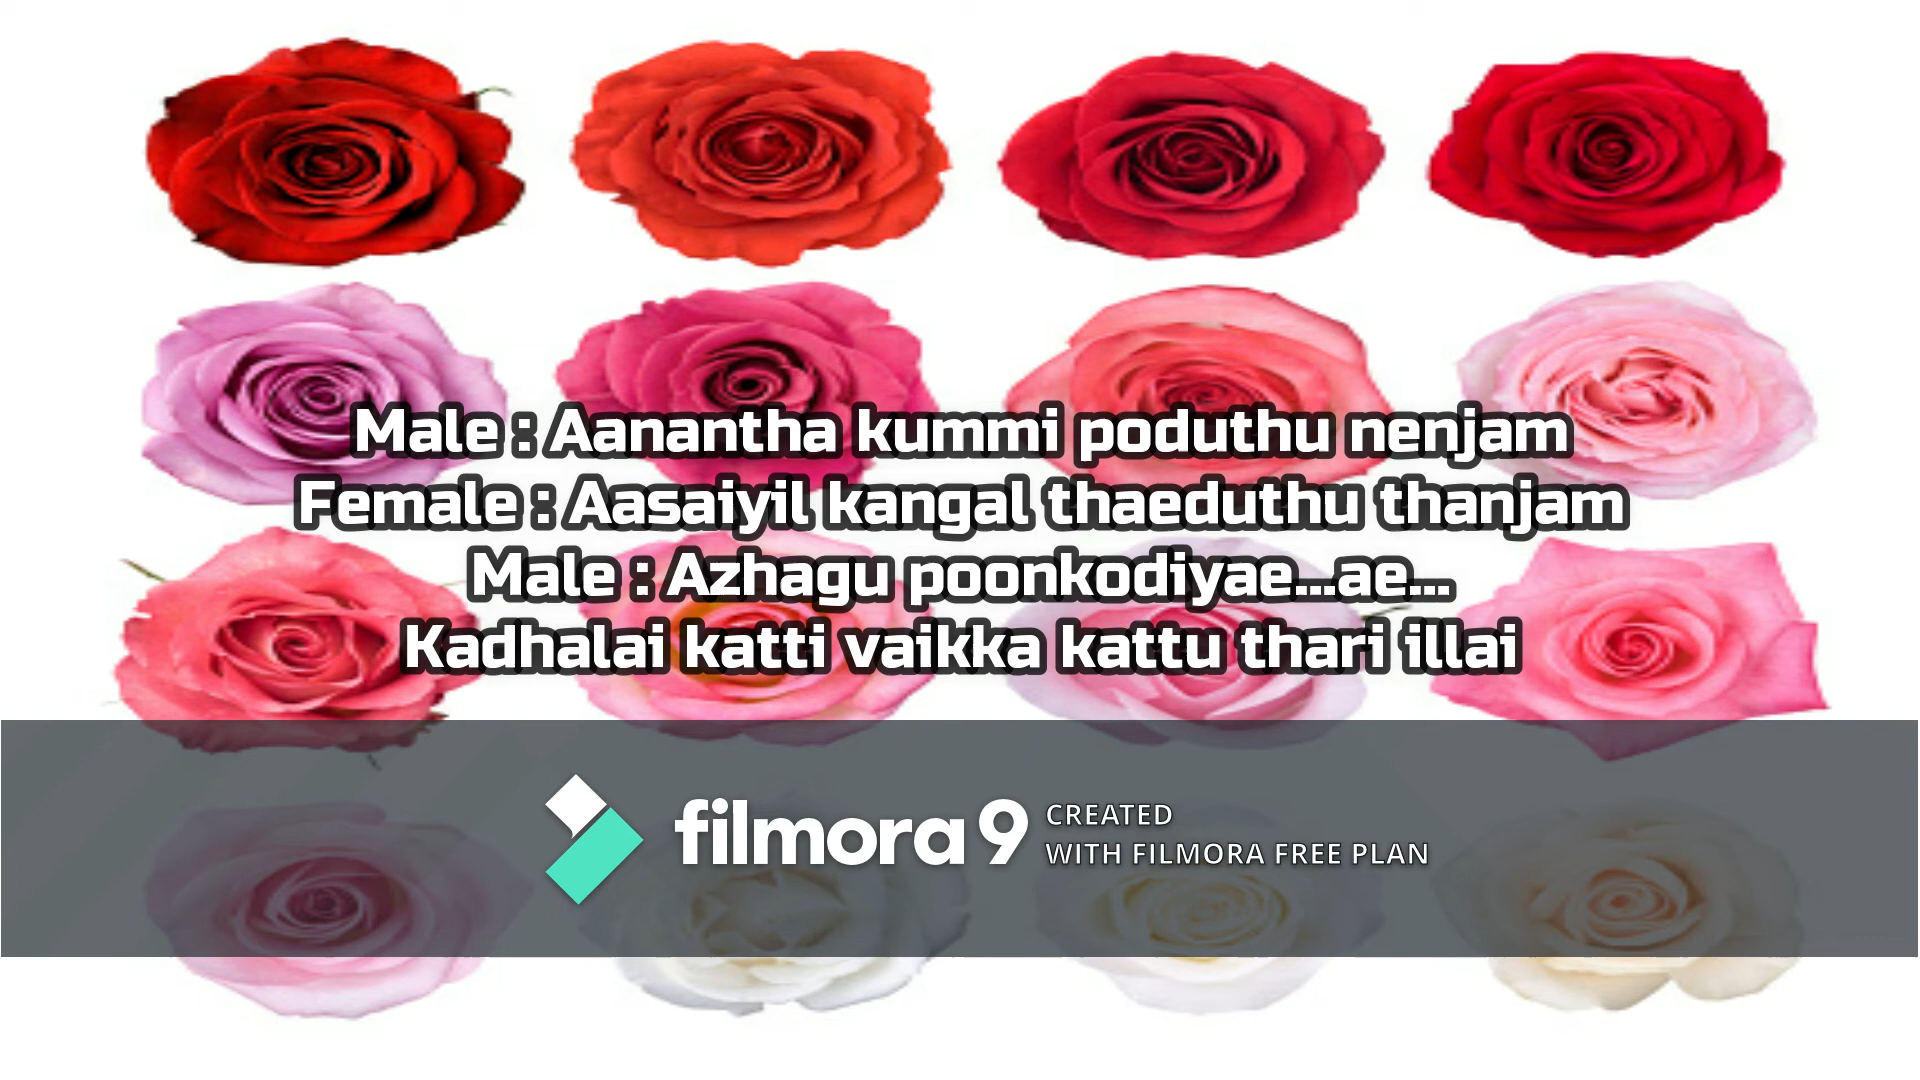 Male : Aanantha kummi poduthu nenjam
Female : Aasaiyil kangal thaeduthu thanjam
Male : Azhagu poonkodiyae...ae...
Kadhalai katti vaikka kattu thari illai
filmora 9
CREATED
WITH FILMORA FREE PLAN